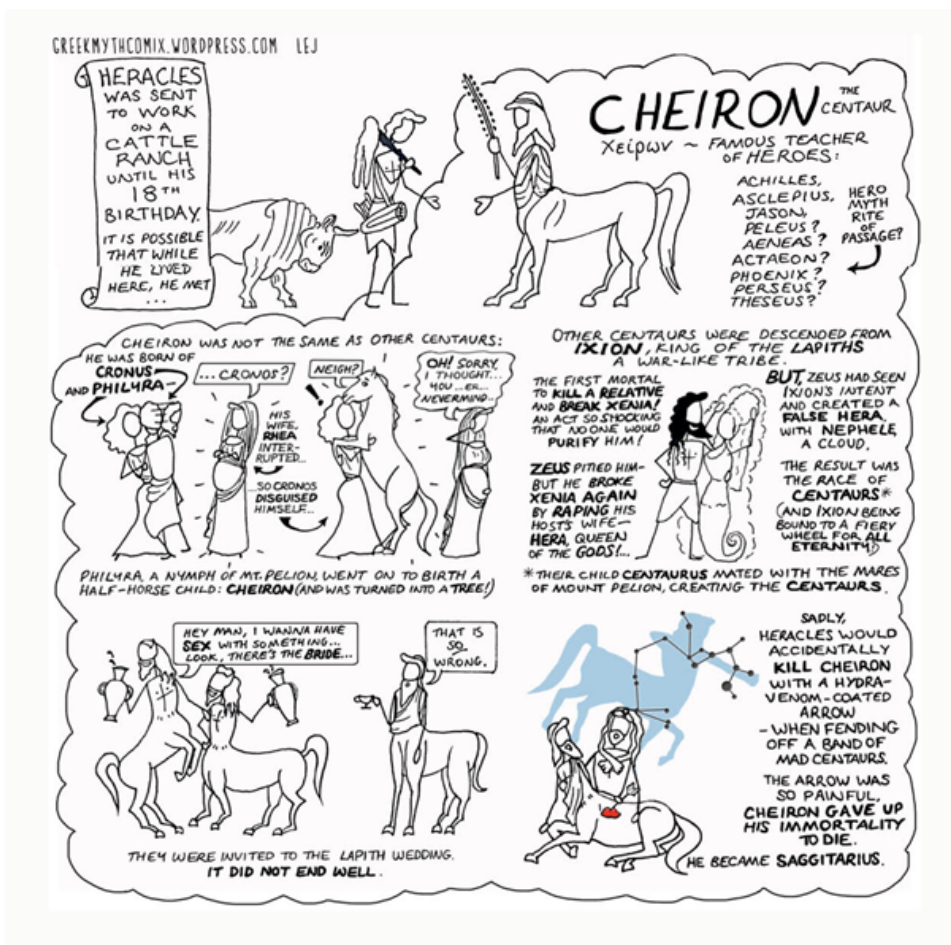 GREEKMYTHCOMIX.WORDPRESS.COM LEJ
HERACLES
WAS SENT
TO WORK
ON A
CATTLE
RANCH
UNTIL HIS
18TH
BIRTHDAY.
IT IS POSSIBLE
THAT WHILE
HE LIVED
HERE, HE MET
...
CHEIRON THE CENTAUR
Χείρων ~ FAMOUS TEACHER
OF HEROES:
ACHILLES,
ASCLEPIUS,
JASON,
PELEUS?
AENEAS?
ACTAEON?
PHOENIX?
PERSEUS?
THESEUS?
HERO
MYTH
RITE
OF
PASSAGE?
CHEIRON WAS NOT THE SAME AS OTHER CENTAURS:
HE WAS BORN OF
CRONUS
AND PHILYRA-
...CRONOS?
HIS
WIFE,
RHEA
INTER-
RUPTED...
...SO CRONOS
DISGUISED
HIMSELF...
!
NEIGH?
OH! SORRY,
I THOUGHT...
YOU...ER...
NEVERMIND...
PHILYRA, A NYMPH OF MT. PELION, WENT ON TO BIRTH A
HALF-HORSE CHILD: CHEIRON (AND WAS TURNED INTO A TREE!)
OTHER CENTAURS WERE DESCENDED FROM
IXION, KING OF THE LAPITHS
A WAR-LIKE TRIBE.
THE FIRST MORTAL
TO KILL A RELATIVE
AND BREAK XENIA!
AN ACT SO SHOCKING
THAT NO ONE WOULD
PURIFY HIM!
ZEUS PITIED HIM-
BUT HE BROKE
XENIA AGAIN
BY RAPING HIS
HOST'S WIFE-
HERA, QUEEN
OF THE GODS!...
BUT, ZEUS HAD SEEN
IXION'S INTENT
AND CREATED A
FALSE HERA,
WITH NEPHELE,
A CLOUD.
THE RESULT WAS
THE RACE OF
CENTAURS*
(AND IXION BEING
BOUND TO A FIERY
WHEEL FOR ALL
ETERNITY!)
*THEIR CHILD CENTAURUS MATED WITH THE MARES
OF MOUNT PELION, CREATING THE CENTAURS.
HEY MAN, I WANNA HAVE
SEX WITH SOMETHING...
LOOK, THERE'S THE BRIDE...
THAT IS
SO
WRONG.
THEY WERE INVITED TO THE LAPITH WEDDING.
IT DID NOT END WELL.
SADLY,
HERACLES WOULD
ACCIDENTALLY
KILL CHEIRON
WITH A HYDRA-
VENOM-COATED
ARROW
-WHEN FENDING
OFF A BAND OF
MAD CENTAURS.
THE ARROW WAS
SO PAINFUL,
CHEIRON GAVE UP
HIS IMMORTALITY
TO DIE.
HE BECAME SAGGITARIUS.